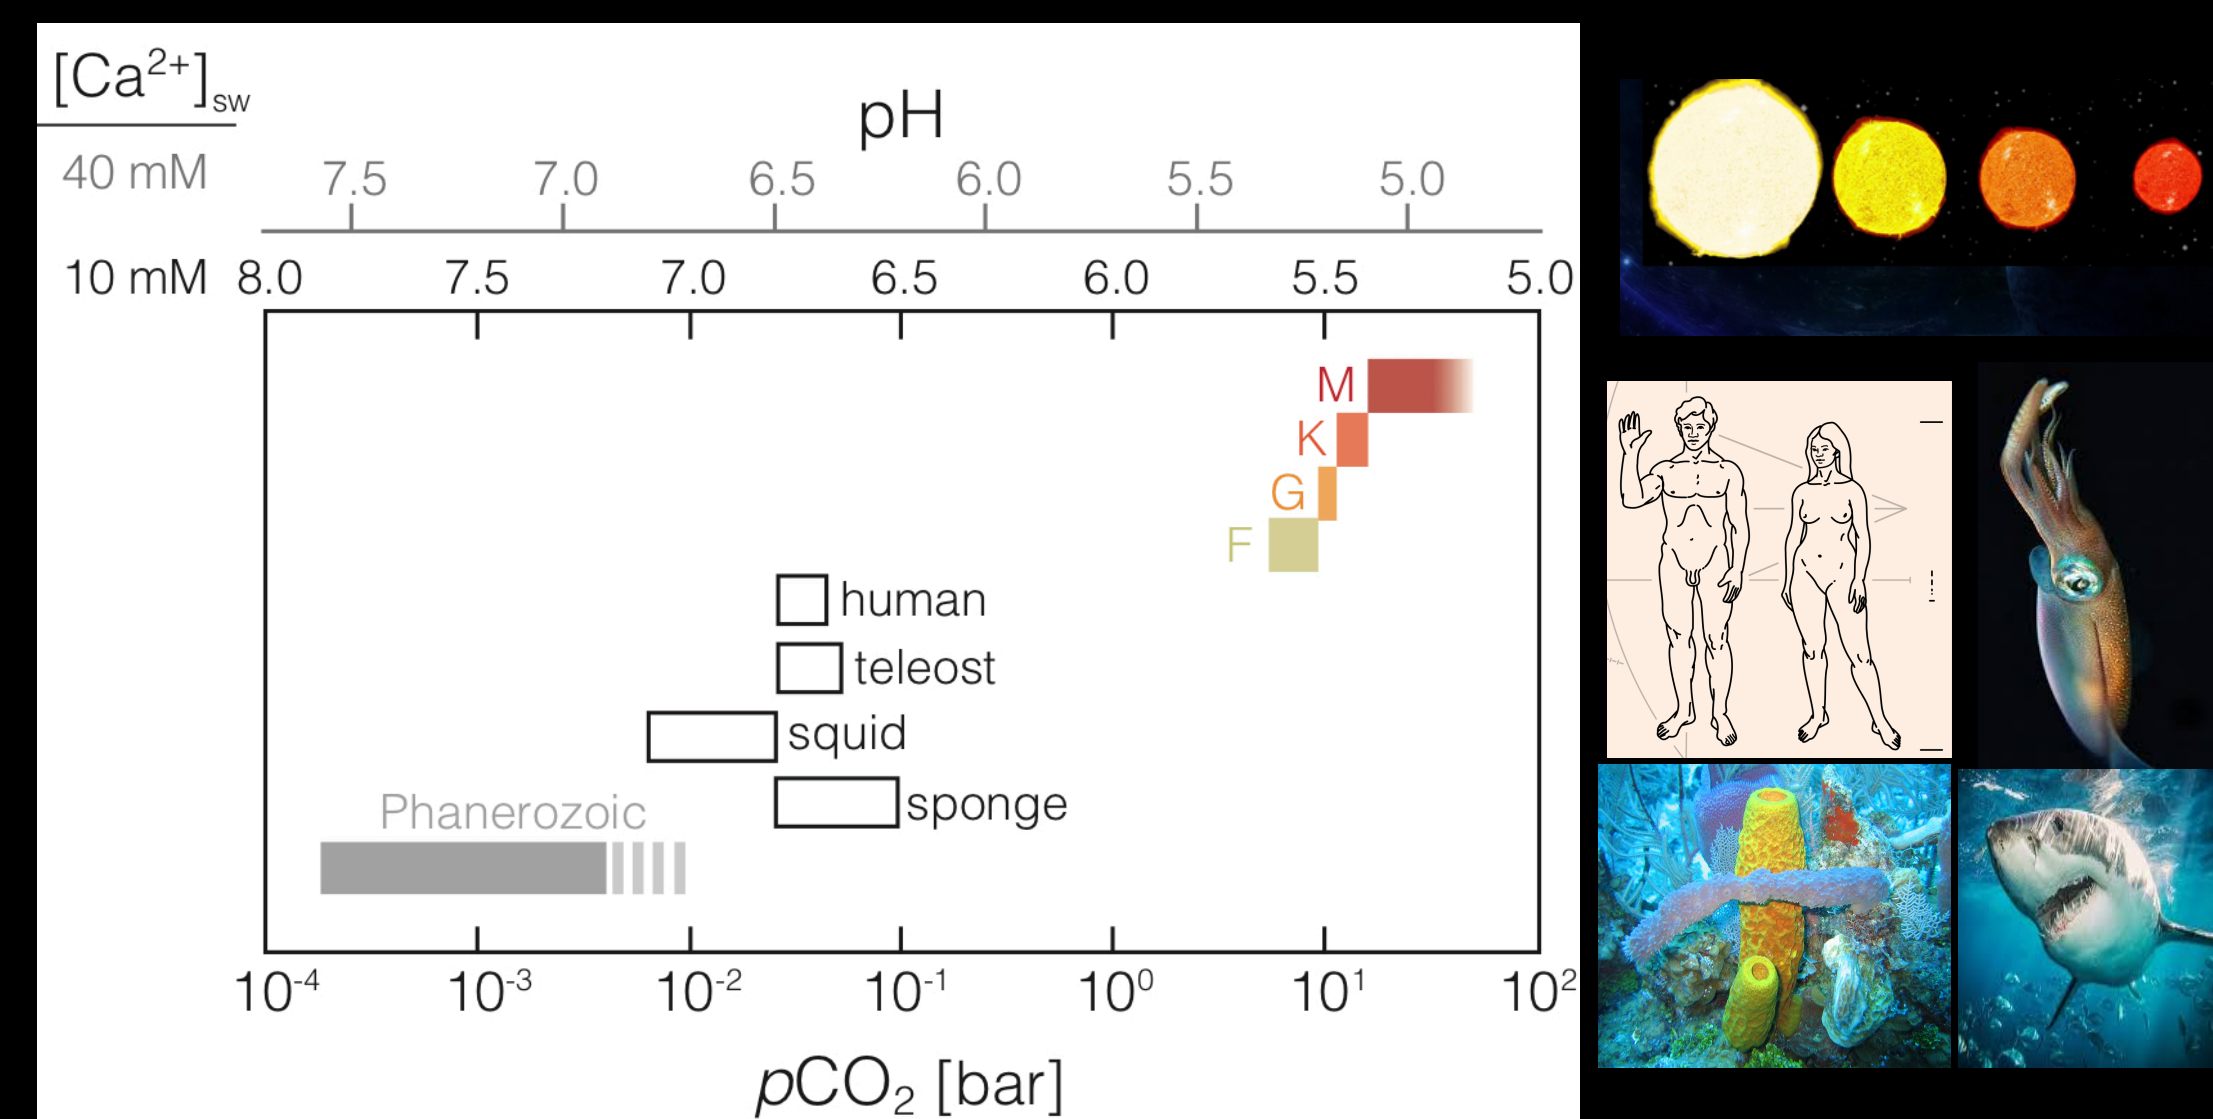 [Ca²⁺]sw
pH
40 mM 7.5 7.0 6.5 6.0 5.5 5.0
10 mM 8.0 7.5 7.0 6.5 6.0 5.5 5.0
M
K
G
F
human
teleost
squid
Phanerozoic
sponge
10⁻⁴ 10⁻³ 10⁻² 10⁻¹ 10⁰ 10¹ 10²
pCO₂ [bar]